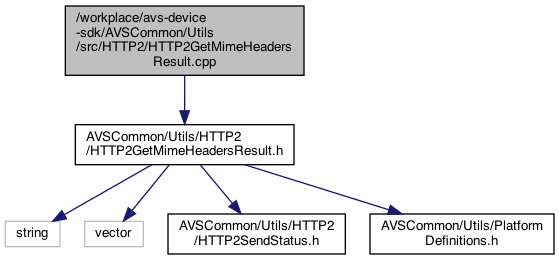 /workplace/avs-device
-sdk/AVSCommon/Utils
/src/HTTP2/HTTP2GetMimeHeaders
Result.cpp
AVSCommon/Utils/HTTP2
/HTTP2GetMimeHeadersResult.h
string
vector
AVSCommon/Utils/HTTP2
/HTTP2SendStatus.h
AVSCommon/Utils/Platform
Definitions.h